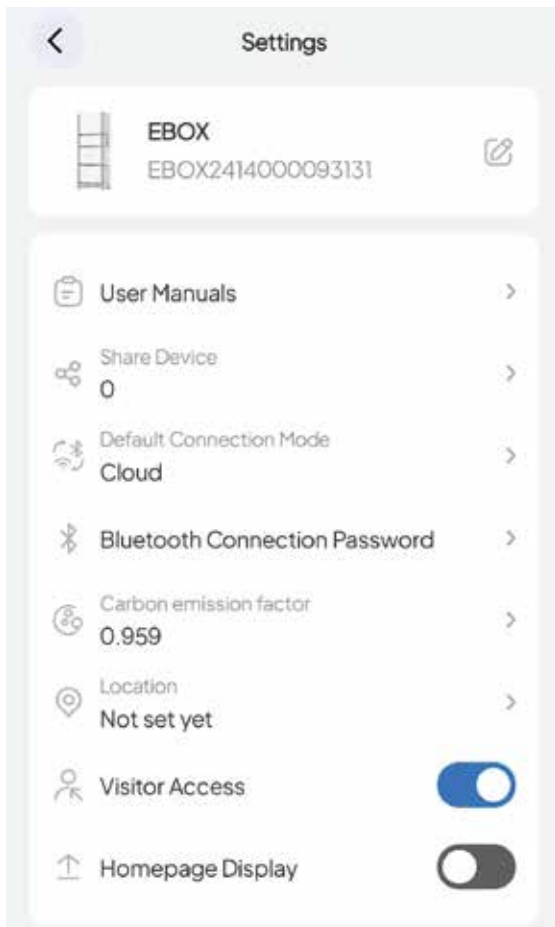 Settings
EBOX
EBOX2414000093131
User Manuals
Share Device
0
Default Connection Mode
Cloud
Bluetooth Connection Password
Carbon emission factor
0.959
Location
Not set yet
Visitor Access
Homepage Display